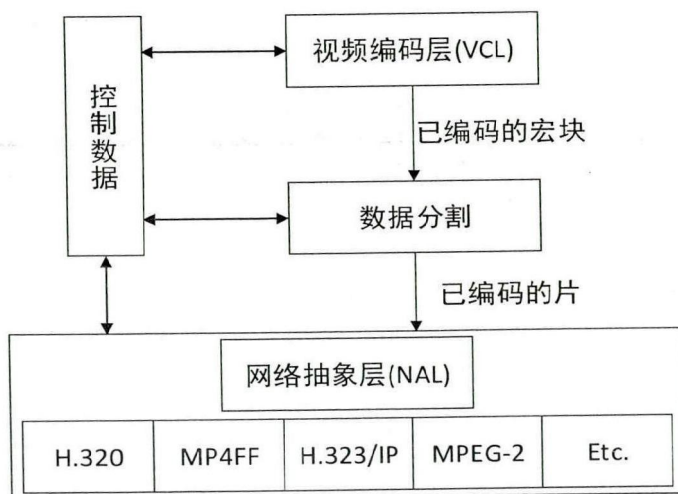 视频编码层(VCL)
控制数据
已编码的宏块
数据分割
已编码的片
网络抽象层(NAL)
H.320
MP4FF
H.323/IP
MPEG-2
Etc.